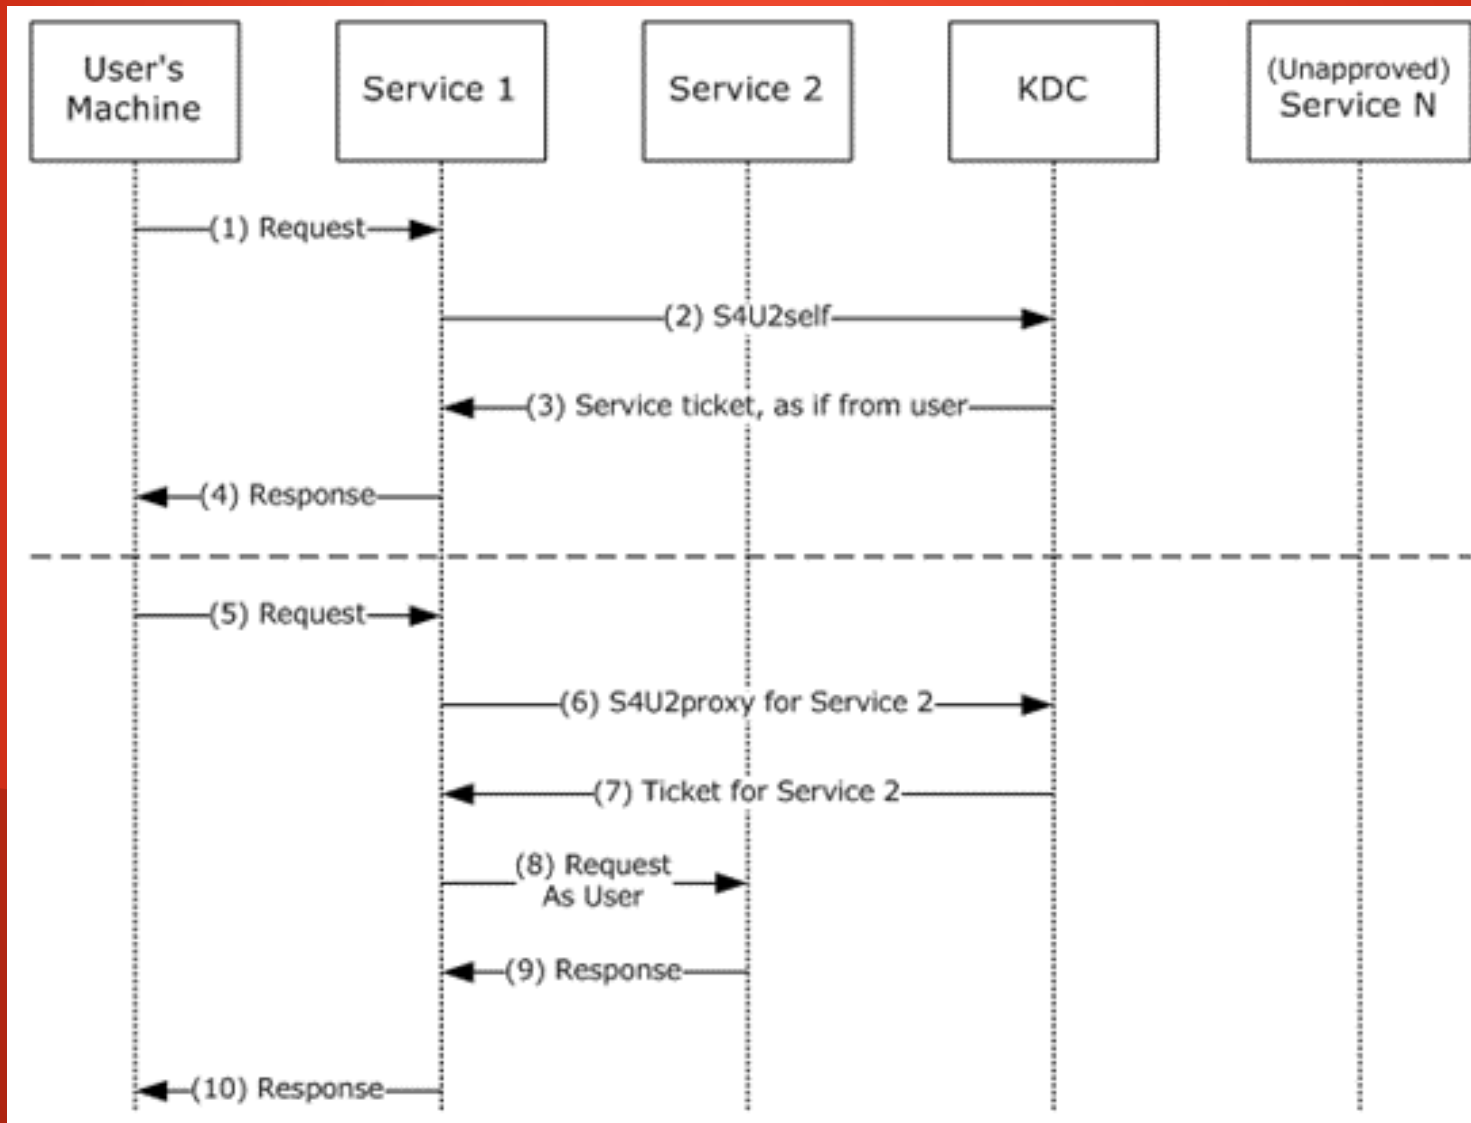 User's
Machine
Service 1
Service 2
KDC
(Unapproved)
Service N
(1) Request
(2) S4U2self
(3) Service ticket, as if from user
(4) Response
(5) Request
(6) S4U2proxy for Service 2
(7) Ticket for Service 2
(8) Request
As User
(9) Response
(10) Response